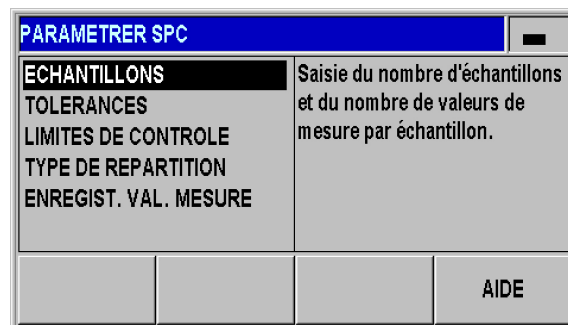 PARAMETRER SPC
ECHANTILLONS
TOLERANCES
LIMITES DE CONTROLE
TYPE DE REPARTITION
ENREGIST. VAL. MESURE
Saisie du nombre d'échantillons
et du nombre de valeurs de
mesure par échantillon.
AIDE